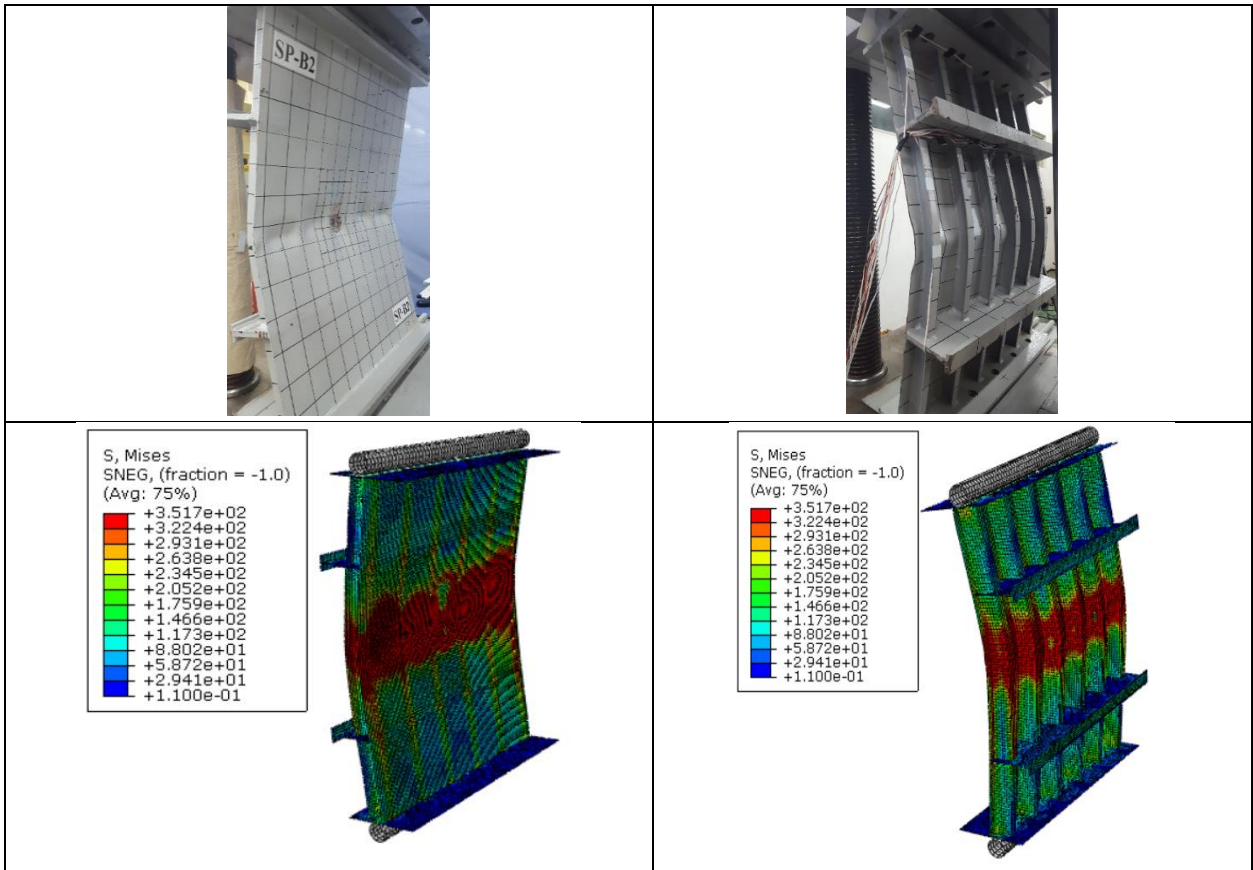 SP-B2
SP-B2
S, Mises
SNEG, (fraction = -1.0)
(Avg: 75%)
+3.517e+02
+3.224e+02
+2.931e+02
+2.638e+02
+2.345e+02
+2.052e+02
+1.759e+02
+1.466e+02
+1.173e+02
+8.802e+01
+5.872e+01
+2.941e+01
+1.100e-01
S, Mises
SNEG, (fraction = -1.0)
(Avg: 75%)
+3.517e+02
+3.224e+02
+2.931e+02
+2.638e+02
+2.345e+02
+2.052e+02
+1.759e+02
+1.466e+02
+1.173e+02
+8.802e+01
+5.872e+01
+2.941e+01
+1.100e-01